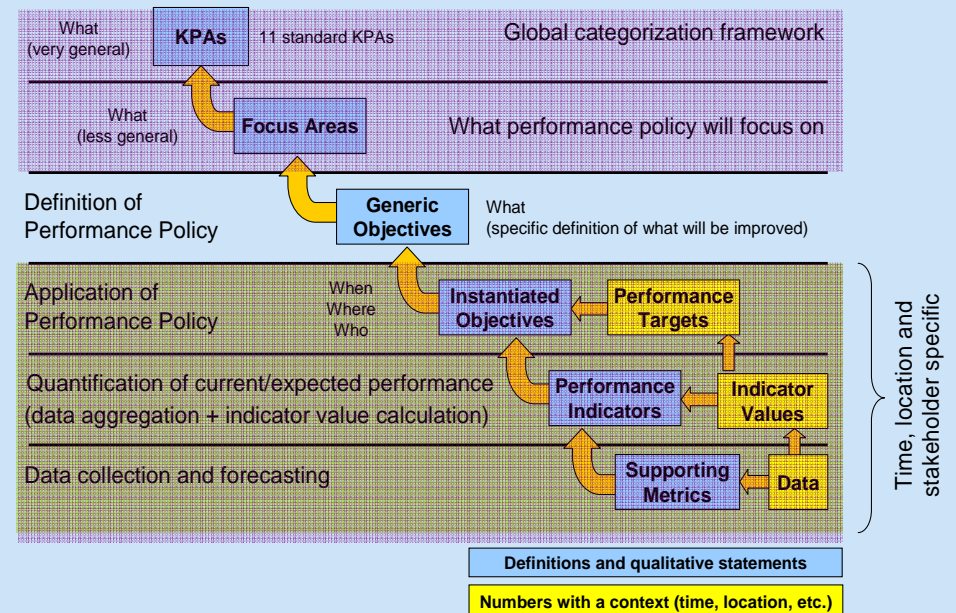 What
(very general)
KPAs
11 standard KPAs
Global categorization framework
What
(less general)
Focus Areas
What performance policy will focus on
Definition of
Performance Policy
Generic
Objectives
What
(specific definition of what will be improved)
Application of
Performance Policy
When
Where
Who
Instantiated
Objectives
Performance
Targets
Quantification of current/expected performance
(data aggregation + indicator value calculation)
Performance
Indicators
Indicator
Values
Data collection and forecasting
Supporting
Metrics
Data
Time, location and
stakeholder specific
Definitions and qualitative statements
Numbers with a context (time, location, etc.)